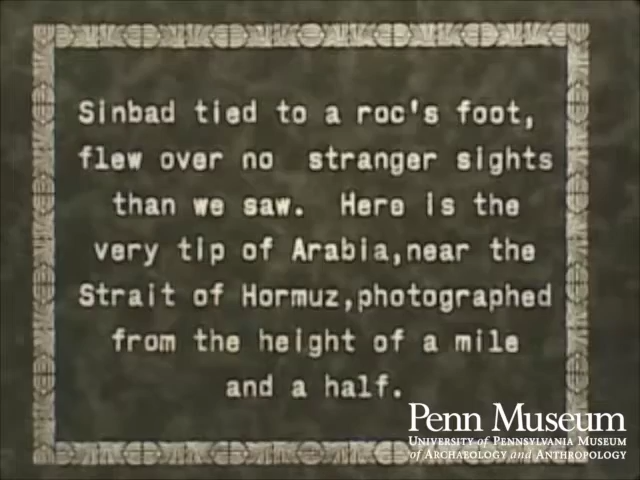 Sinbad tied to a roc's foot,
flew over no stranger sights
than we saw. Here is the
very tip of Arabia,near the
Strait of Hormuz,photographed
from the height of a mile
and a half.
Penn Museum
UNIVERSITY of PENNSYLVANIA MUSEUM
of ARCHAEOLOGY and ANTHROPOLOGY